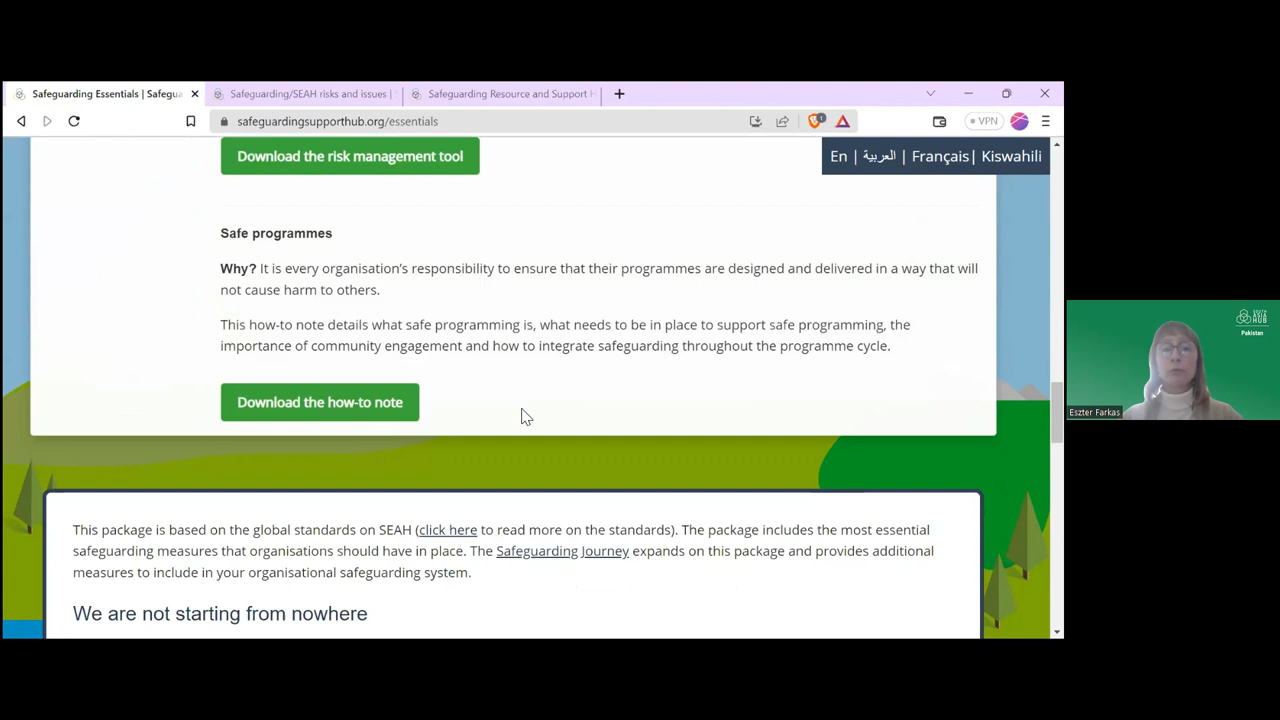 Safeguarding Essentials | Safegua
Safeguarding/SEAH risks and issues |
Safeguarding Resource and Support H
safeguardingsupporthub.org/essentials
1
VPN
Download the risk management tool
En | العربية | Français | Kiswahili
Safe programmes
Why? It is every organisation's responsibility to ensure that their programmes are designed and delivered in a way that will
not cause harm to others.
This how-to note details what safe programming is, what needs to be in place to support safe programming, the
importance of community engagement and how to integrate safeguarding throughout the programme cycle.
Download the how-to note
This package is based on the global standards on SEAH (click here to read more on the standards). The package includes the most essential
safeguarding measures that organisations should have in place. The Safeguarding Journey expands on this package and provides additional
measures to include in your organisational safeguarding system.
We are not starting from nowhere
Pakistan
Eszter Farkas